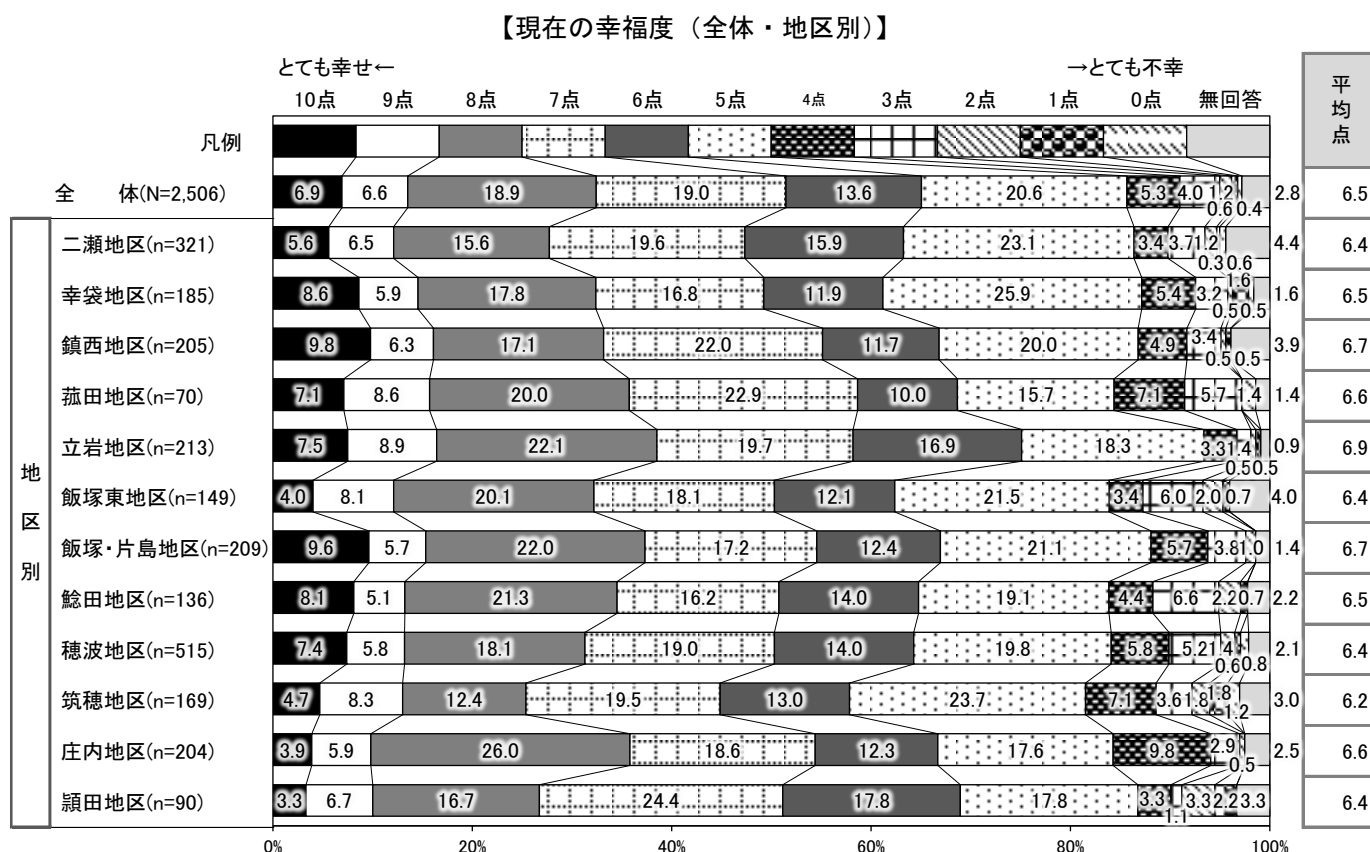 【現在の幸福度（全体・地区別）】
とても幸せ← →とても不幸
10点 9点 8点 7点 6点 5点 4点 3点 2点 1点 0点 無回答 平均点
凡例
全　体(N=2,506) 6.9 6.6 18.9 19.0 13.6 20.6 5.3 4.0 1.2 0.6 0.4 2.8 6.5
地区別
二瀬地区(n=321) 5.6 6.5 15.6 19.6 15.9 23.1 3.4 3.7 1.2 0.3 0.6 4.4 6.4
幸袋地区(n=185) 8.6 5.9 17.8 16.8 11.9 25.9 5.4 3.2 0.5 1.6 0.5 1.6 6.5
鎮西地区(n=205) 9.8 6.3 17.1 22.0 11.7 20.0 4.9 3.4 0.5 0.5 3.9 6.7
菰田地区(n=70) 7.1 8.6 20.0 22.9 10.0 15.7 7.1 5.7 1.4 1.4 6.6
立岩地区(n=213) 7.5 8.9 22.1 19.7 16.9 18.3 3.3 1.4 0.5 0.5 0.9 6.9
飯塚東地区(n=149) 4.0 8.1 20.1 18.1 12.1 21.5 3.4 6.0 2.0 0.7 4.0 6.4
飯塚・片島地区(n=209) 9.6 5.7 22.0 17.2 12.4 21.1 5.7 3.8 1.0 1.4 6.7
鯰田地区(n=136) 8.1 5.1 21.3 16.2 14.0 19.1 4.4 6.6 2.2 0.7 2.2 6.5
穂波地区(n=515) 7.4 5.8 18.1 19.0 14.0 19.8 5.8 5.2 1.4 0.6 0.8 2.1 6.4
筑穂地区(n=169) 4.7 8.3 12.4 19.5 13.0 23.7 7.1 3.6 1.8 1.8 1.2 3.0 6.2
庄内地区(n=204) 3.9 5.9 26.0 18.6 12.3 17.6 9.8 2.9 0.5 2.5 6.6
頴田地区(n=90) 3.3 6.7 16.7 24.4 17.8 17.8 3.3 1.1 3.3 2.2 3.3 6.4
0% 20% 40% 60% 80% 100%